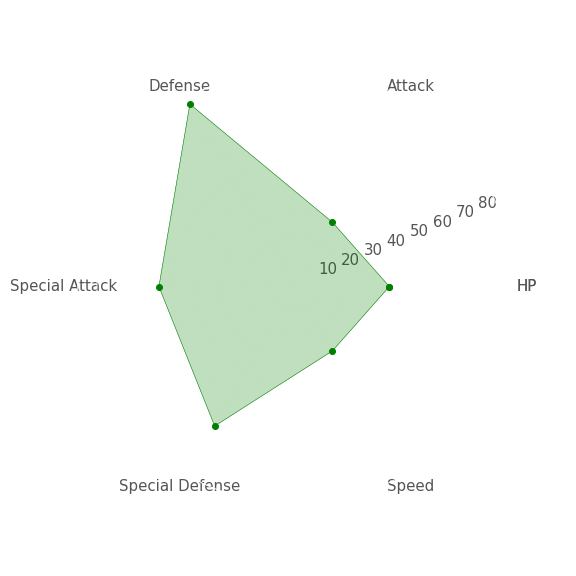 Defense
Attack
80
70
60
50
40
30
20
10
Special Attack
HP
Special Defense
Speed